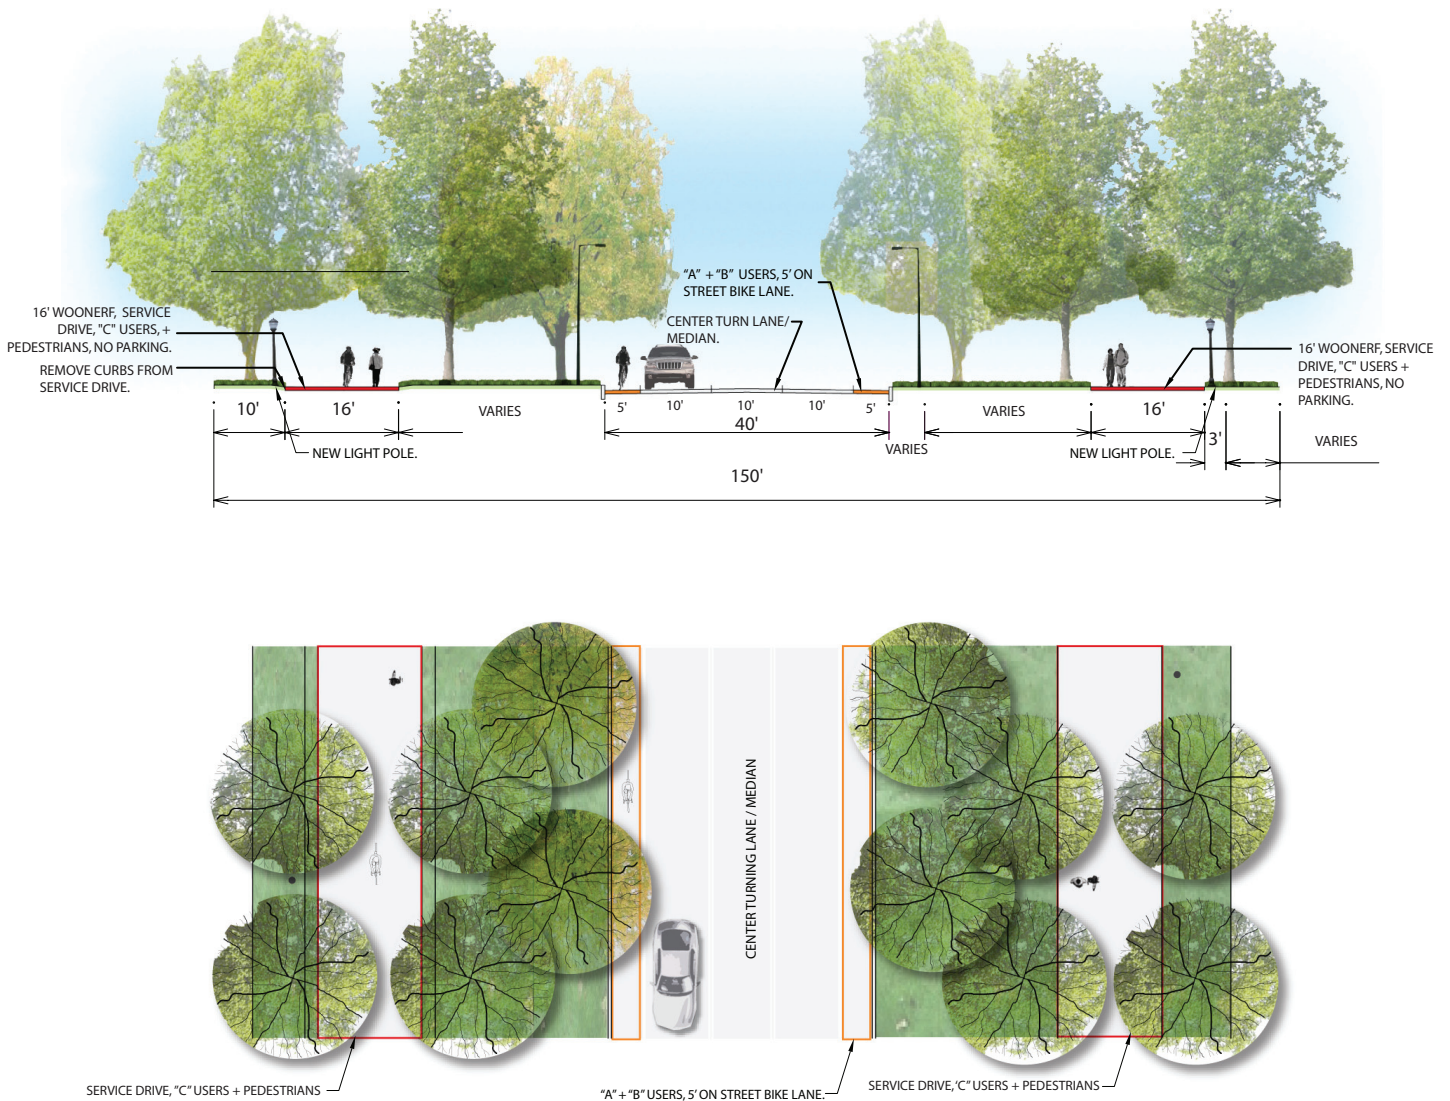 "A" + "B" USERS, 5' ON
STREET BIKE LANE.
16' WOONERF, SERVICE
DRIVE, "C" USERS, +
PEDESTRIANS, NO PARKING.
CENTER TURN LANE/
MEDIAN.
16' WOONERF, SERVICE
DRIVE, "C" USERS +
PEDESTRIANS, NO
PARKING.
REMOVE CURBS FROM
SERVICE DRIVE.
10'
16'
VARIES
5'
10'
10'
10'
5'
40'
VARIES
VARIES
16'
3'
VARIES
NEW LIGHT POLE.
NEW LIGHT POLE.
150'
CENTER TURNING LANE / MEDIAN
SERVICE DRIVE, "C" USERS + PEDESTRIANS
"A" + "B" USERS, 5' ON STREET BIKE LANE.
SERVICE DRIVE, 'C" USERS + PEDESTRIANS